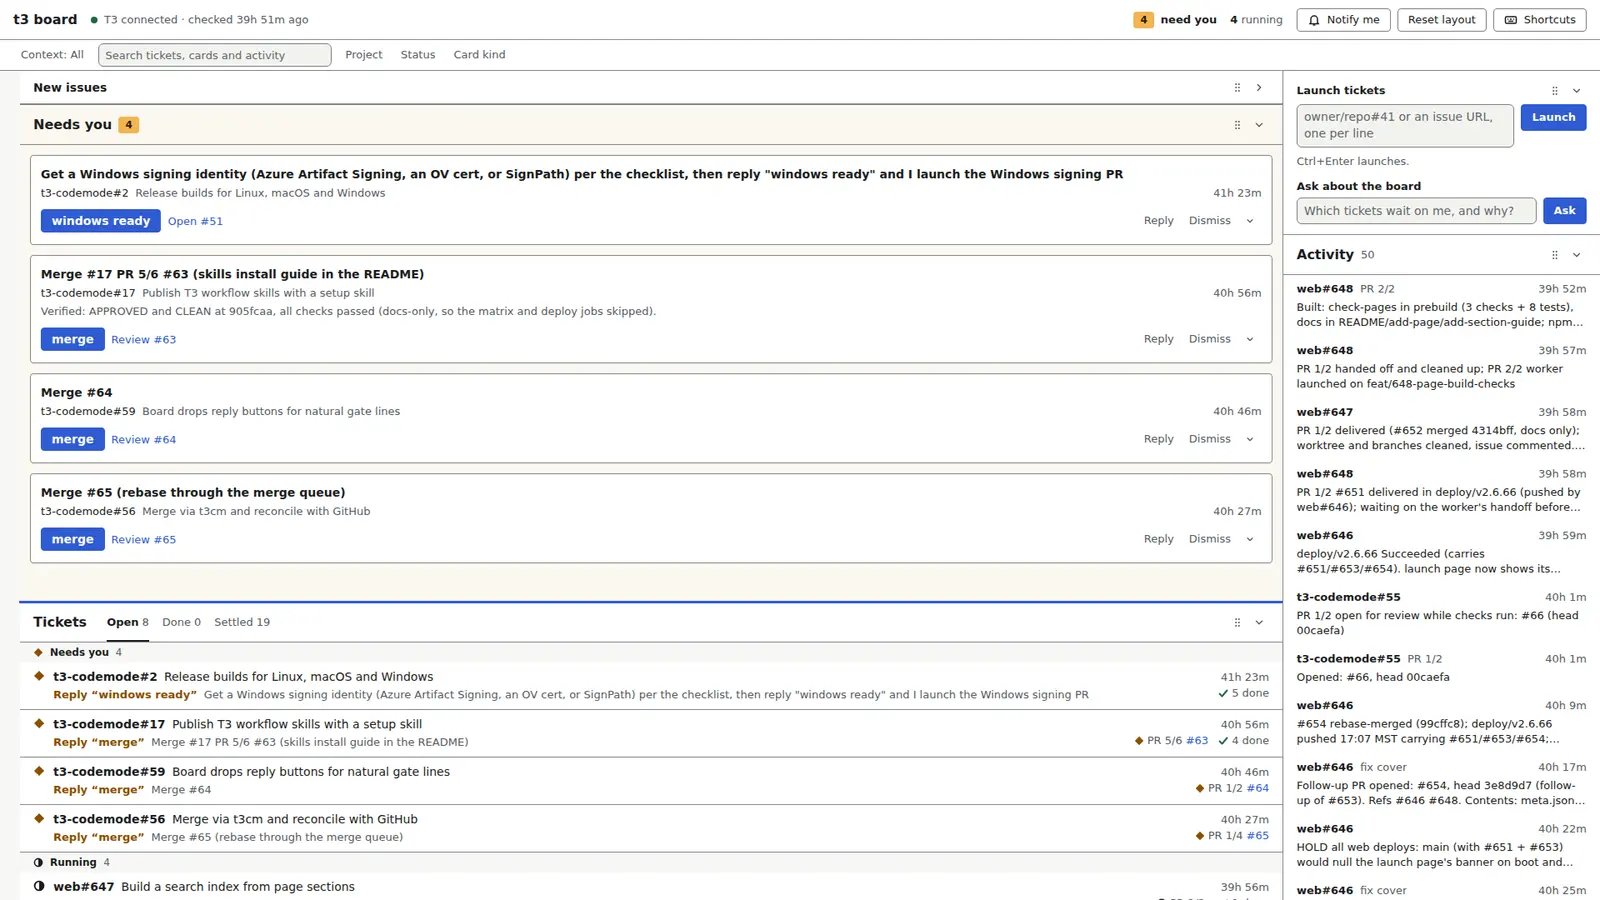 t3 board
T3 connected · checked 39h 51m ago
4 need you
4 running
Notify me
Reset layout
Shortcuts
Context: All
Search tickets, cards and activity
Project
Status
Card kind
New issues
Needs you 4
Get a Windows signing identity (Azure Artifact Signing, an OV cert, or SignPath) per the checklist, then reply "windows ready" and I launch the Windows signing PR
t3-codemode#2 Release builds for Linux, macOS and Windows 41h 23m
windows ready Open #51 Reply Dismiss
Merge #17 PR 5/6 #63 (skills install guide in the README)
t3-codemode#17 Publish T3 workflow skills with a setup skill 40h 56m
Verified: APPROVED and CLEAN at 905fcaa, all checks passed (docs-only, so the matrix and deploy jobs skipped).
merge Review #63 Reply Dismiss
Merge #64
t3-codemode#59 Board drops reply buttons for natural gate lines 40h 46m
merge Review #64 Reply Dismiss
Merge #65 (rebase through the merge queue)
t3-codemode#56 Merge via t3cm and reconcile with GitHub 40h 27m
merge Review #65 Reply Dismiss
Tickets Open 8 Done 0 Settled 19
Needs you 4
t3-codemode#2 Release builds for Linux, macOS and Windows 41h 23m
Reply “windows ready” Get a Windows signing identity (Azure Artifact Signing, an OV cert, or SignPath) per the checklist, then reply "windows ready" and I launch the Windows signing PR 5 done
t3-codemode#17 Publish T3 workflow skills with a setup skill 40h 56m
Reply “merge” Merge #17 PR 5/6 #63 (skills install guide in the README) PR 5/6 #63 4 done
t3-codemode#59 Board drops reply buttons for natural gate lines 40h 46m
Reply “merge” Merge #64 PR 1/2 #64
t3-codemode#56 Merge via t3cm and reconcile with GitHub 40h 27m
Reply “merge” Merge #65 (rebase through the merge queue) PR 1/4 #65
Running 4
web#647 Build a search index from page sections 39h 56m
Launch tickets
owner/repo#41 or an issue URL,
one per line
Launch
Ctrl+Enter launches.
Ask about the board
Which tickets wait on me, and why?
Ask
Activity 50
web#648 PR 2/2 39h 52m
Built: check-pages in prebuild (3 checks + 8 tests),
docs in README/add-page/add-section-guide; npm…
web#648 39h 57m
PR 1/2 handed off and cleaned up; PR 2/2 worker
launched on feat/648-page-build-checks
web#647 39h 58m
PR 1/2 delivered (#652 merged 4314bff, docs only);
worktree and branches cleaned, issue commented.…
web#648 39h 58m
PR 1/2 #651 delivered in deploy/v2.6.66 (pushed by
web#646); waiting on the worker's handoff before…
web#646 39h 59m
deploy/v2.6.66 Succeeded (carries
#651/#653/#654). launch page now shows its…
t3-codemode#55 40h 1m
PR 1/2 open for review while checks run: #66 (head
00caefa)
t3-codemode#55 PR 1/2 40h 1m
Opened: #66, head 00caefa
web#646 40h 9m
#654 rebase-merged (99cffc8); deploy/v2.6.66
pushed 17:07 MST carrying #651/#653/#654;…
web#646 fix cover 40h 17m
Follow-up PR opened: #654, head 3e8d9d7 (follow-
up of #653). Refs #646 #648. Contents: meta.json…
web#646 40h 22m
HOLD all web deploys: main (with #651 + #653)
would null the launch page's banner on boot and…
web#646 fix cover 40h 25m